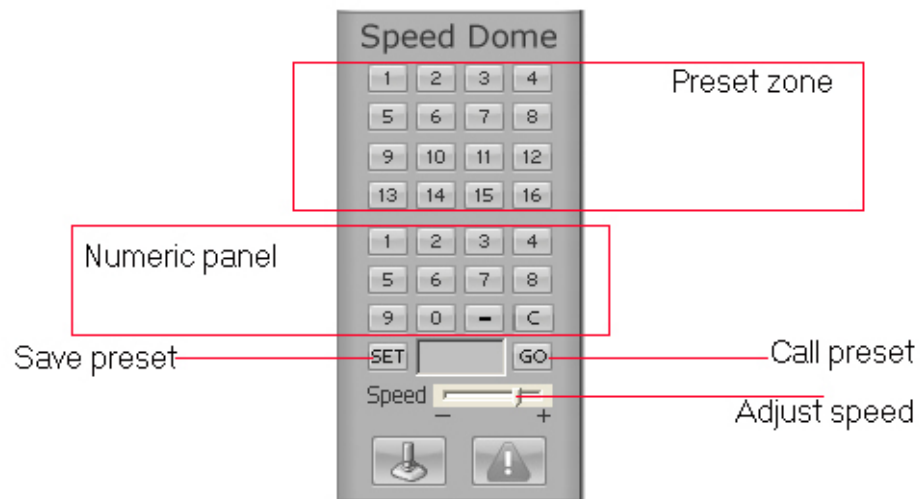 Speed Dome
1 2 3 4
Preset zone
5 6 7 8
9 10 11 12
13 14 15 16
1 2 3 4
Numeric panel
5 6 7 8
9 0 - C
Save preset
SET
GO
Call preset
Speed
- +
Adjust speed